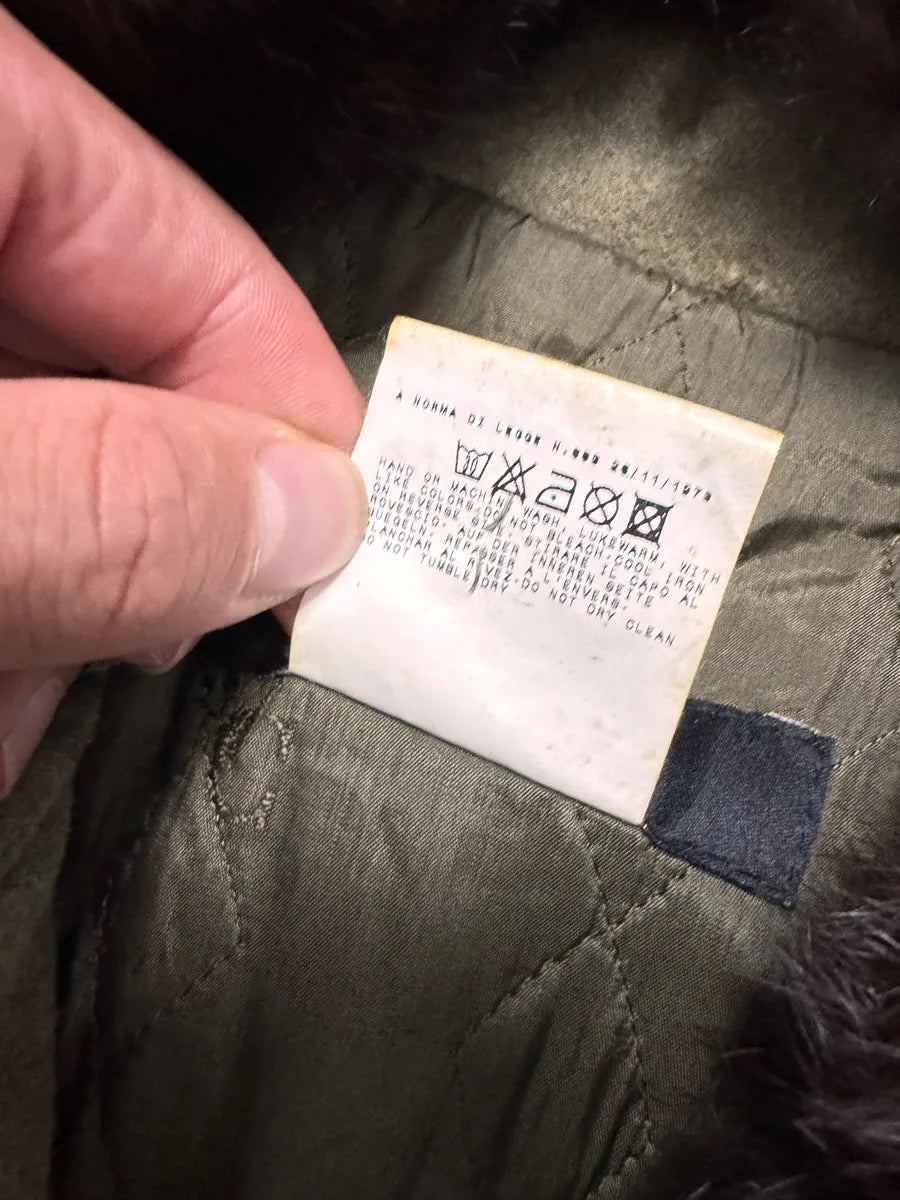 A NORMA DI LEGGE N.883 26/11/1973
HAND OR MACHINE WASH, LUKEWARM, WITH
LIKE COLORS-DO NOT BLEACH-COOL IRON
ON REVERSE SIDE. STIRARE IL CAPO AL
ROVESCIO. AUF DER INNEREN SEITE
BUEGELN. REPASSER A L'ENVERS.
PLANCHAR AL REVEZ-DO NOT DRY CLEAN
DO NOT TUMBLE DRY